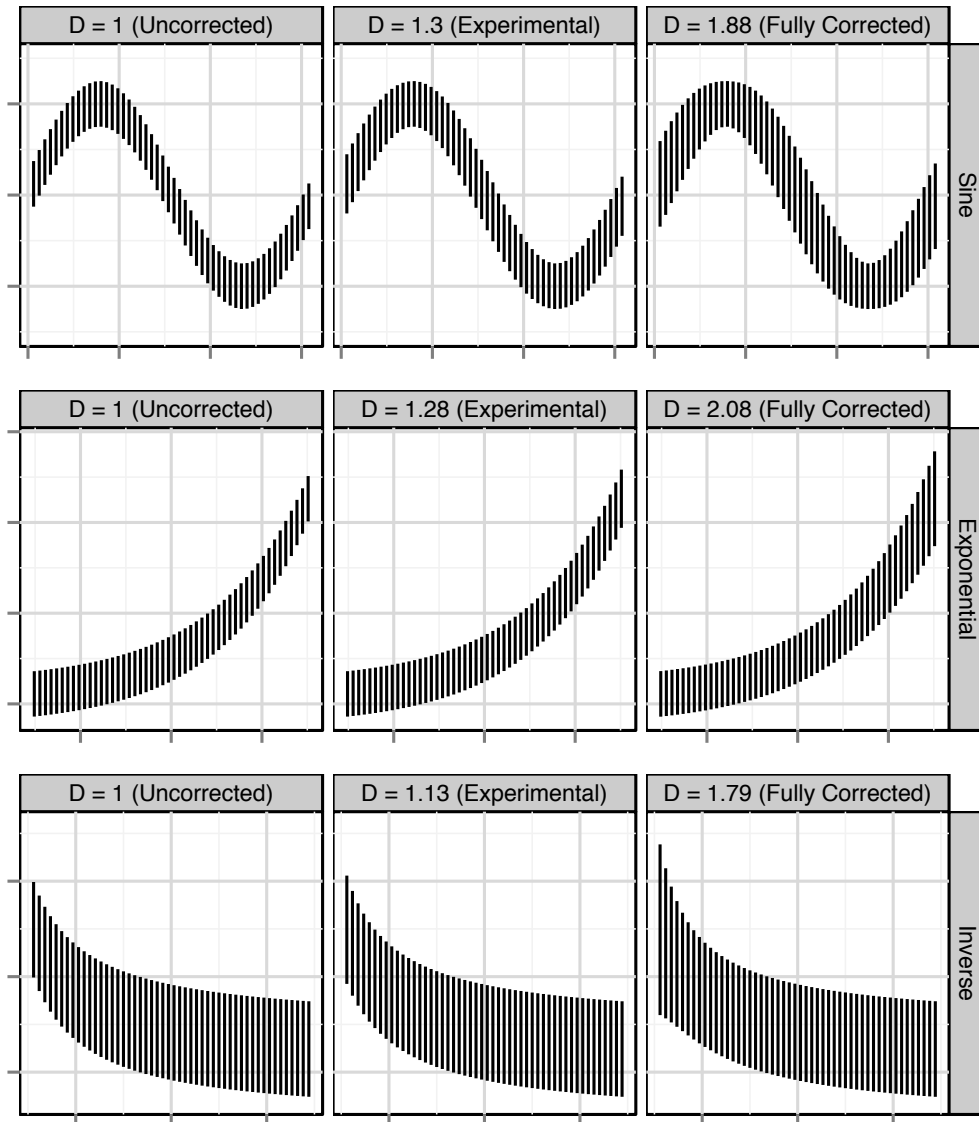 D = 1 (Uncorrected)
D = 1.3 (Experimental)
D = 1.88 (Fully Corrected)
Sine
D = 1 (Uncorrected)
D = 1.28 (Experimental)
D = 2.08 (Fully Corrected)
Exponential
D = 1 (Uncorrected)
D = 1.13 (Experimental)
D = 1.79 (Fully Corrected)
Inverse